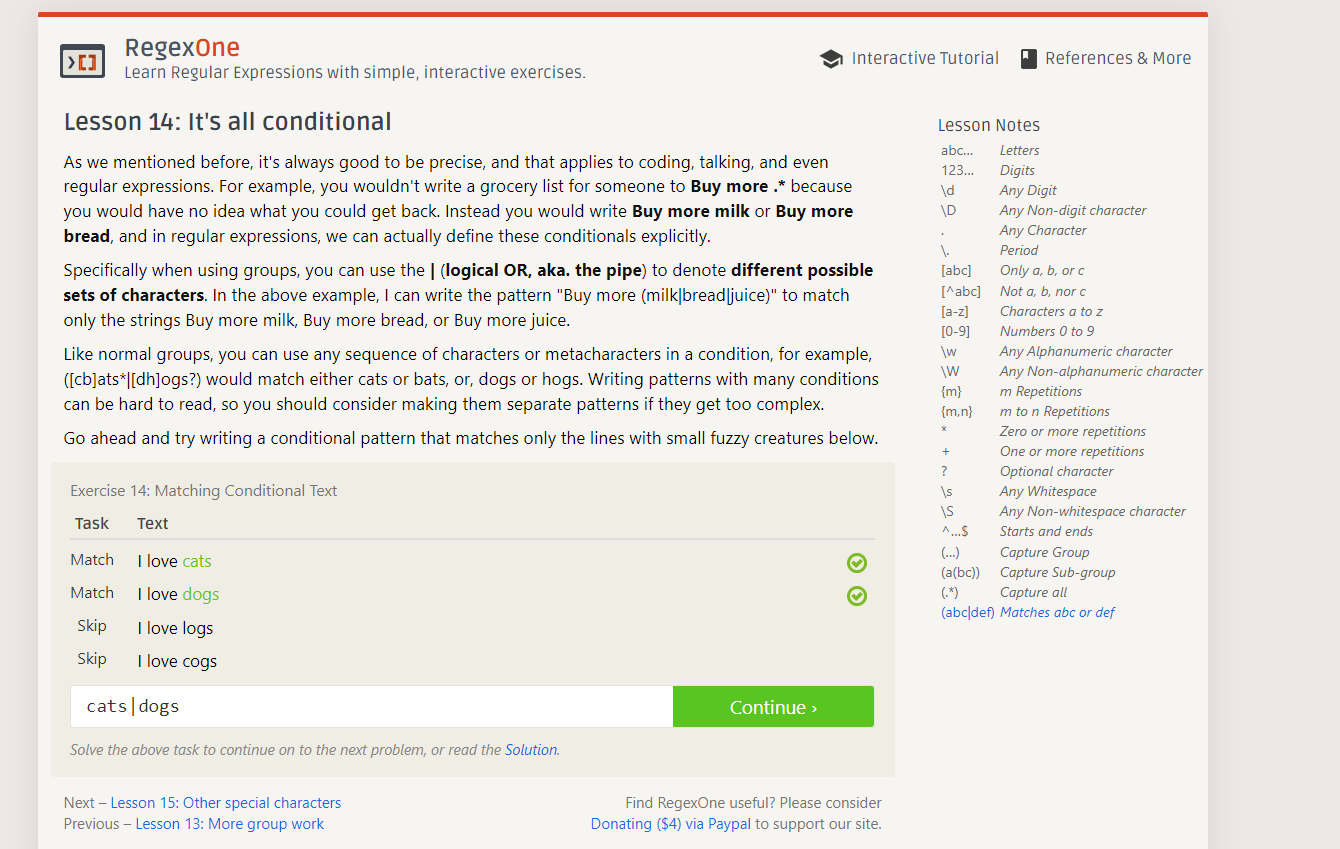 RegexOne
Learn Regular Expressions with simple, interactive exercises.
Interactive Tutorial
References & More
Lesson 14: It's all conditional
As we mentioned before, it's always good to be precise, and that applies to coding, talking, and even
regular expressions. For example, you wouldn't write a grocery list for someone to Buy more .* because
you would have no idea what you could get back. Instead you would write Buy more milk or Buy more
bread, and in regular expressions, we can actually define these conditionals explicitly.
Specifically when using groups, you can use the | (logical OR, aka. the pipe) to denote different possible
sets of characters. In the above example, I can write the pattern "Buy more (milk|bread|juice)" to match
only the strings Buy more milk, Buy more bread, or Buy more juice.
Like normal groups, you can use any sequence of characters or metacharacters in a condition, for example,
([cb]ats*|[dh]ogs?) would match either cats or bats, or, dogs or hogs. Writing patterns with many conditions
can be hard to read, so you should consider making them separate patterns if they get too complex.
Go ahead and try writing a conditional pattern that matches only the lines with small fuzzy creatures below.
Exercise 14: Matching Conditional Text
Task Text
Match I love cats
Match I love dogs
Skip I love logs
Skip I love cogs
cats|dogs
Continue ›
Solve the above task to continue on to the next problem, or read the Solution.
Next – Lesson 15: Other special characters
Previous – Lesson 13: More group work
Find RegexOne useful? Please consider
Donating ($4) via Paypal to support our site.
Lesson Notes
abc... Letters
123... Digits
\d Any Digit
\D Any Non-digit character
. Any Character
\. Period
[abc] Only a, b, or c
[^abc] Not a, b, nor c
[a-z] Characters a to z
[0-9] Numbers 0 to 9
\w Any Alphanumeric character
\W Any Non-alphanumeric character
{m} m Repetitions
{m,n} m to n Repetitions
* Zero or more repetitions
+ One or more repetitions
? Optional character
\s Any Whitespace
\S Any Non-whitespace character
^...$ Starts and ends
(...) Capture Group
(a(bc)) Capture Sub-group
(.*) Capture all
(abc|def) Matches abc or def